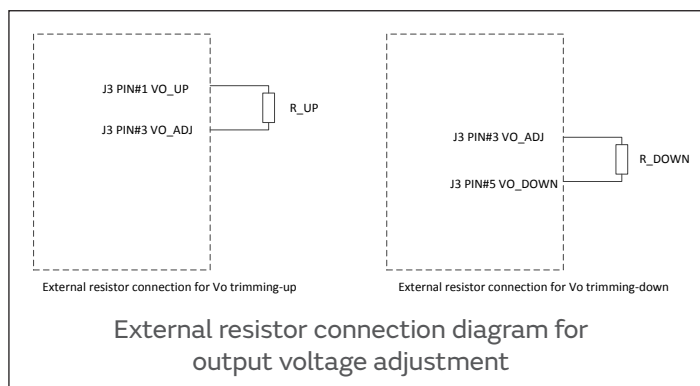 J3 PIN#1 VO_UP
R_UP
J3 PIN#3 VO_ADJ
External resistor connection for Vo trimming-up
J3 PIN#3 VO_ADJ
R_DOWN
J3 PIN#5 VO_DOWN
External resistor connection for Vo trimming-down
External resistor connection diagram for
output voltage adjustment